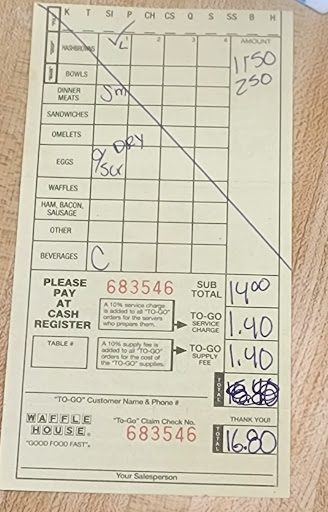 K T SI P CH CS Q S SS B H
HASHBROWNS L 1 2 3 4 AMOUNT
1150
BOWLS 250
DINNER MEATS Sm
SANDWICHES
OMELETS
DRY
EGGS /Scr
WAFFLES
HAM, BACON, SAUSAGE
OTHER
BEVERAGES C
PLEASE PAY AT CASH REGISTER
683546
SUB TOTAL 1400
A 10% service charge is added to all "TO-GO" orders for the servers who prepare them.
TO-GO SERVICE CHARGE 1.40
TABLE #
A 10% supply fee is added to all "TO-GO" orders for the cost of the "TO-GO" supplies.
TO-GO SUPPLY FEE 1.40
TOTAL
"TO-GO" Customer Name & Phone #
WAFFLE HOUSE®
"GOOD FOOD FAST"®
"To-Go" Claim Check No.
683546
THANK YOU!
TOTAL 16.80
Your Salesperson